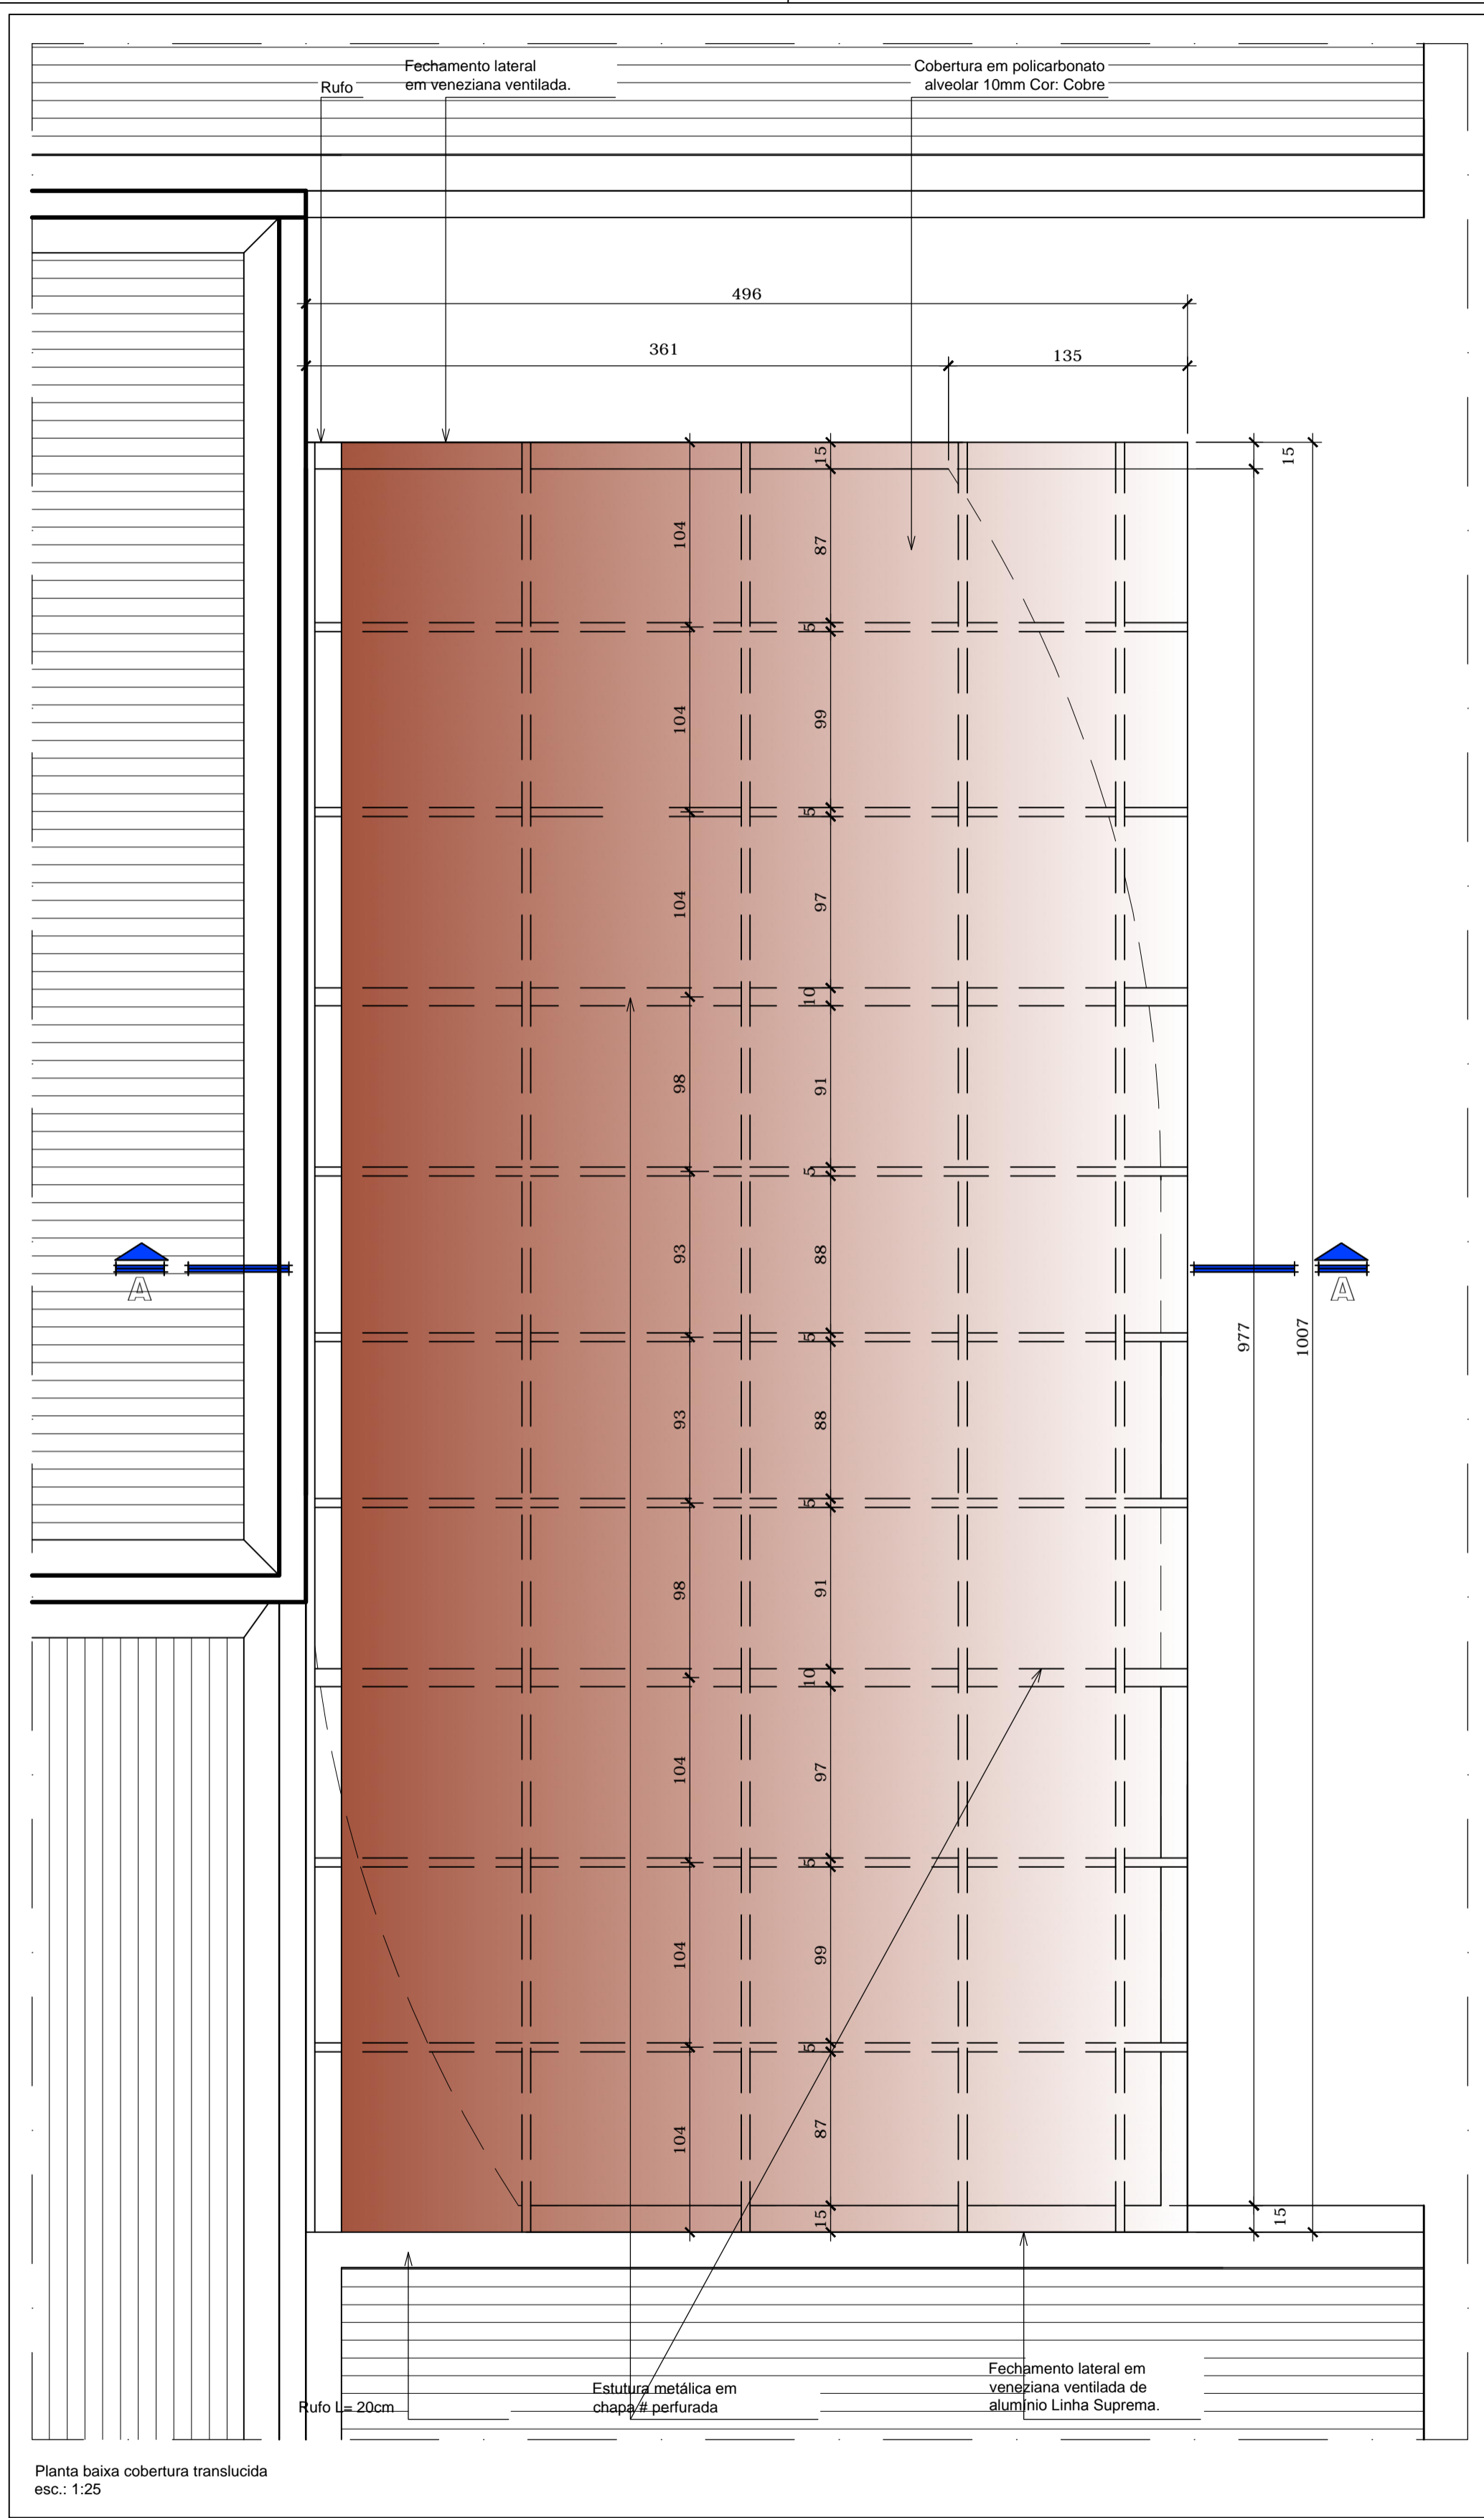 Fechamento lateral
em veneziana ventilada.
Rufo
Cobertura em policarbonato
alveolar 10mm Cor: Cobre
496
361
135
15
15
104
87
5
104
99
5
104
97
10
98
91
5
93
88
A
A
5
977
1007
93
88
5
98
91
10
104
97
5
104
99
5
104
87
15
15
Fechamento lateral em
veneziana ventilada de
alumínio Linha Suprema.
Estutura metálica em
chapa # perfurada
Rufo L= 20cm
Planta baixa cobertura translucida
esc.: 1:25